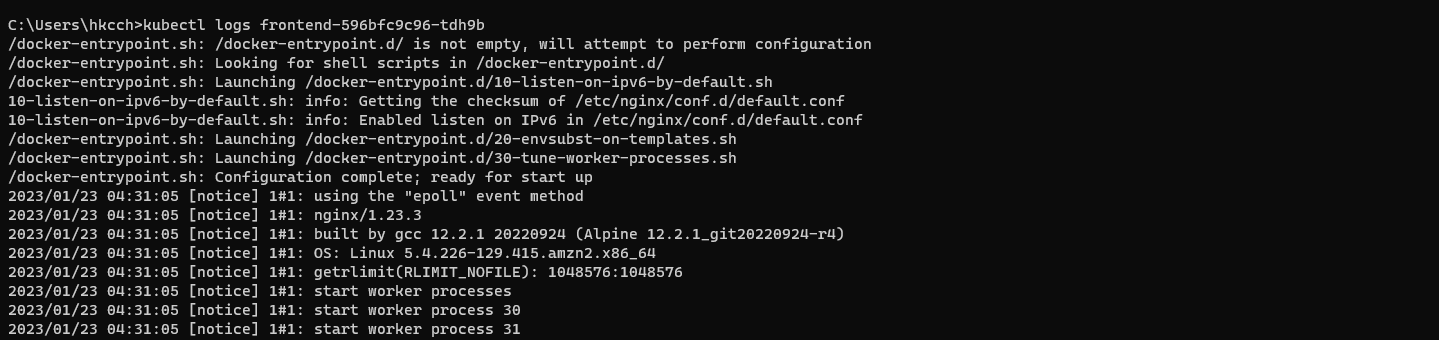 C:\Users\hkcch>kubectl logs frontend-596bfc9c96-tdh9b
/docker-entrypoint.sh: /docker-entrypoint.d/ is not empty, will attempt to perform configuration
/docker-entrypoint.sh: Looking for shell scripts in /docker-entrypoint.d/
/docker-entrypoint.sh: Launching /docker-entrypoint.d/10-listen-on-ipv6-by-default.sh
10-listen-on-ipv6-by-default.sh: info: Getting the checksum of /etc/nginx/conf.d/default.conf
10-listen-on-ipv6-by-default.sh: info: Enabled listen on IPv6 in /etc/nginx/conf.d/default.conf
/docker-entrypoint.sh: Launching /docker-entrypoint.d/20-envsubst-on-templates.sh
/docker-entrypoint.sh: Launching /docker-entrypoint.d/30-tune-worker-processes.sh
/docker-entrypoint.sh: Configuration complete; ready for start up
2023/01/23 04:31:05 [notice] 1#1: using the "epoll" event method
2023/01/23 04:31:05 [notice] 1#1: nginx/1.23.3
2023/01/23 04:31:05 [notice] 1#1: built by gcc 12.2.1 20220924 (Alpine 12.2.1_git20220924-r4)
2023/01/23 04:31:05 [notice] 1#1: OS: Linux 5.4.226-129.415.amzn2.x86_64
2023/01/23 04:31:05 [notice] 1#1: getrlimit(RLIMIT_NOFILE): 1048576:1048576
2023/01/23 04:31:05 [notice] 1#1: start worker processes
2023/01/23 04:31:05 [notice] 1#1: start worker process 30
2023/01/23 04:31:05 [notice] 1#1: start worker process 31